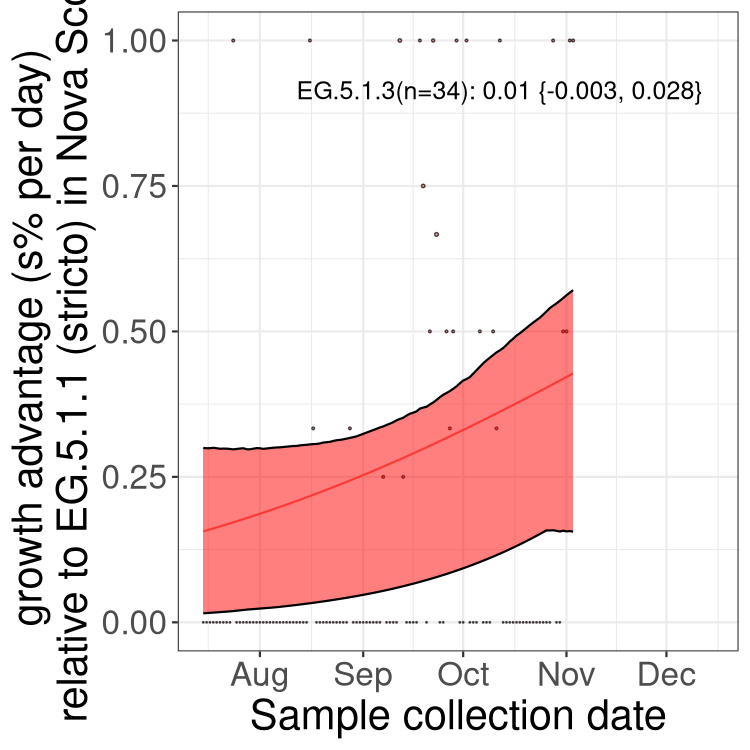 growth advantage (s% per day)
relative to EG.5.1.1 (stricto) in Nova
1.00
0.75
0.50
0.25
0.00
EG.5.1.3(n=34): 0.01 {-0.003, 0.028}
Aug Sep Oct Nov Dec
Sample collection date